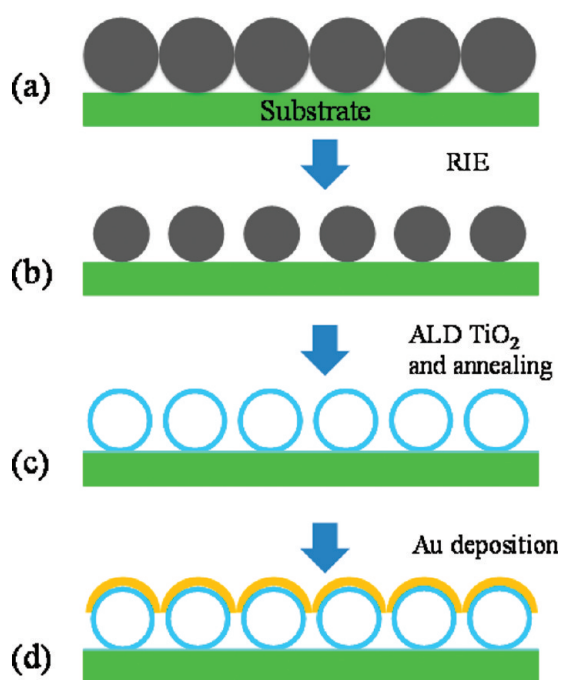 (a)
Substrate
RIE
(b)
ALD TiO₂
and annealing
(c)
Au deposition
(d)